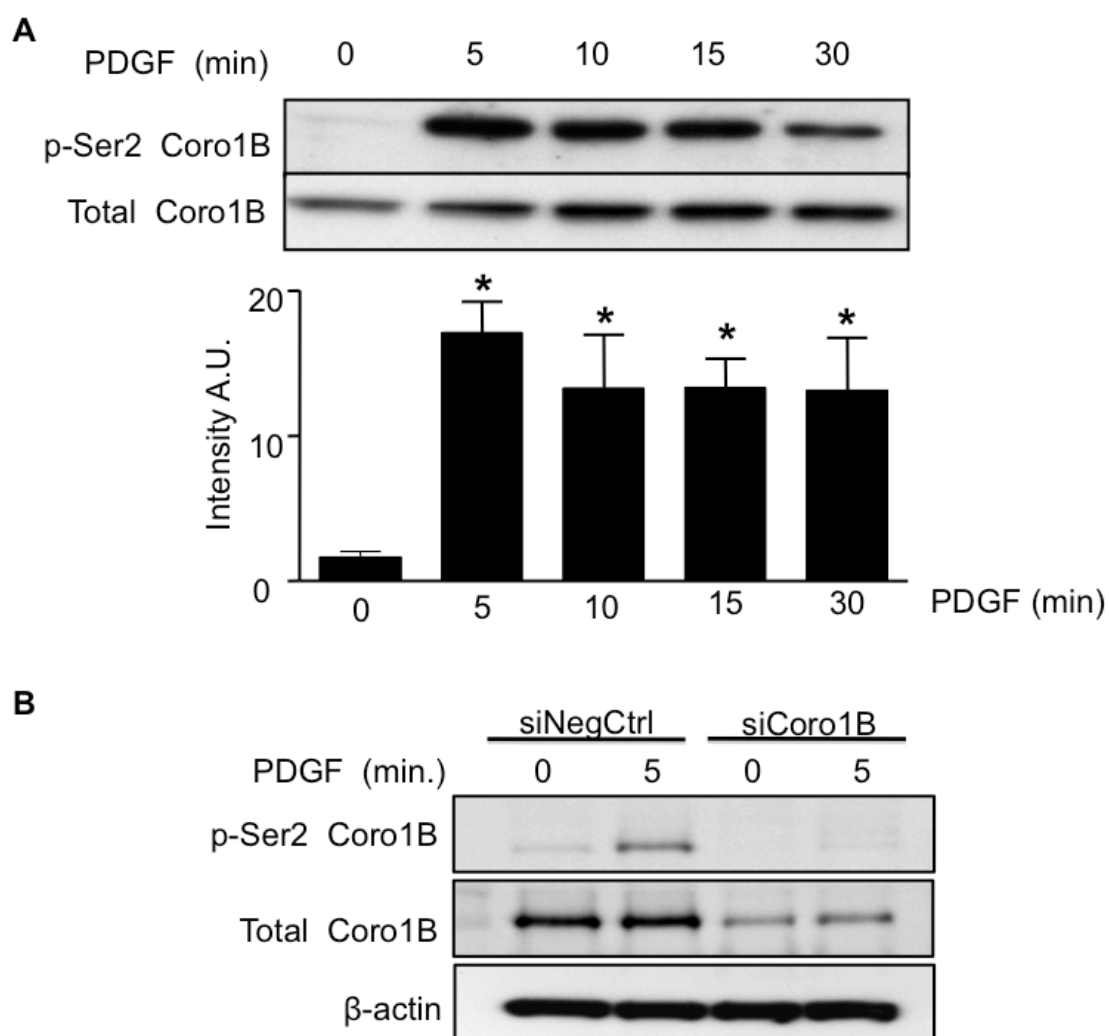 A
PDGF (min) 0 5 10 15 30
p-Ser2 Coro1B
Total Coro1B
20
10
0
Intensity A.U.
* * * * 
0 5 10 15 30 PDGF (min)
B
siNegCtrl siCoro1B
PDGF (min.) 0 5 0 5
p-Ser2 Coro1B
Total Coro1B
β-actin